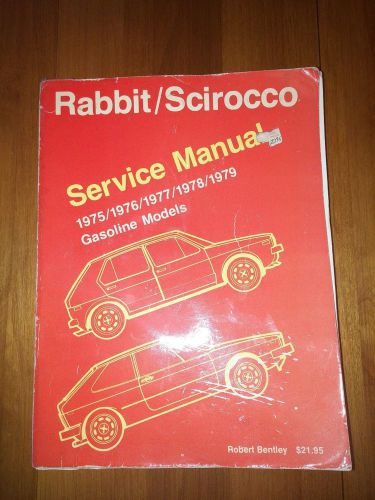 Rabbit/Scirocco
Service Manual
1975/1976/1977/1978/1979
Gasoline Models
Robert Bentley $21.95